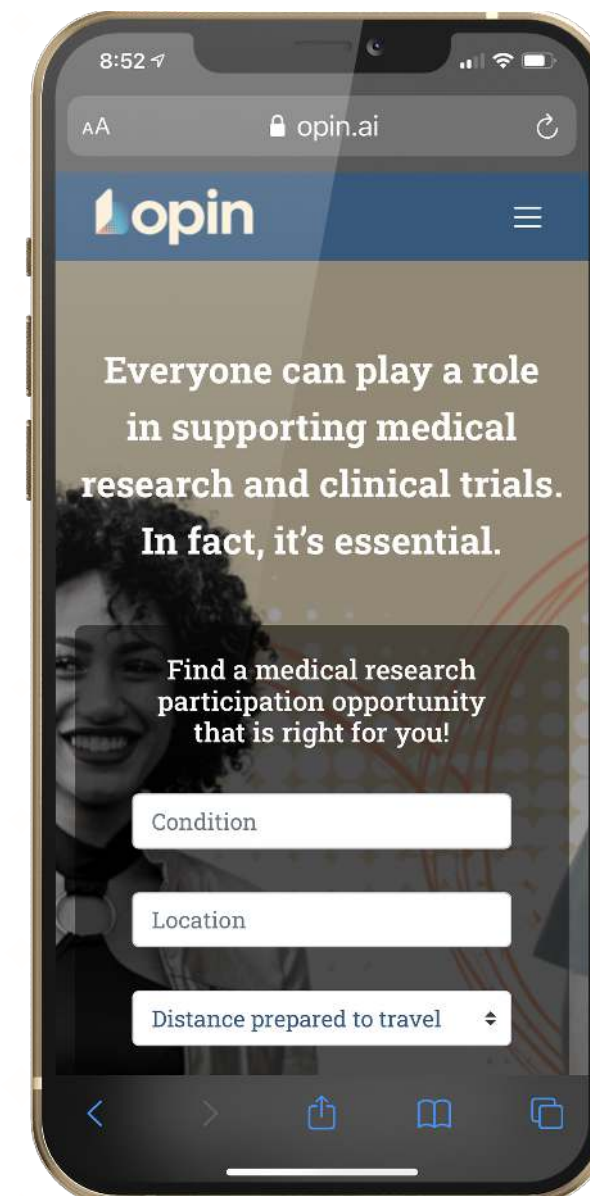 8:52
AA opin.ai
opin
Everyone can play a role
in supporting medical
research and clinical trials.
In fact, it's essential.
Find a medical research
participation opportunity
that is right for you!
Condition
Location
Distance prepared to travel